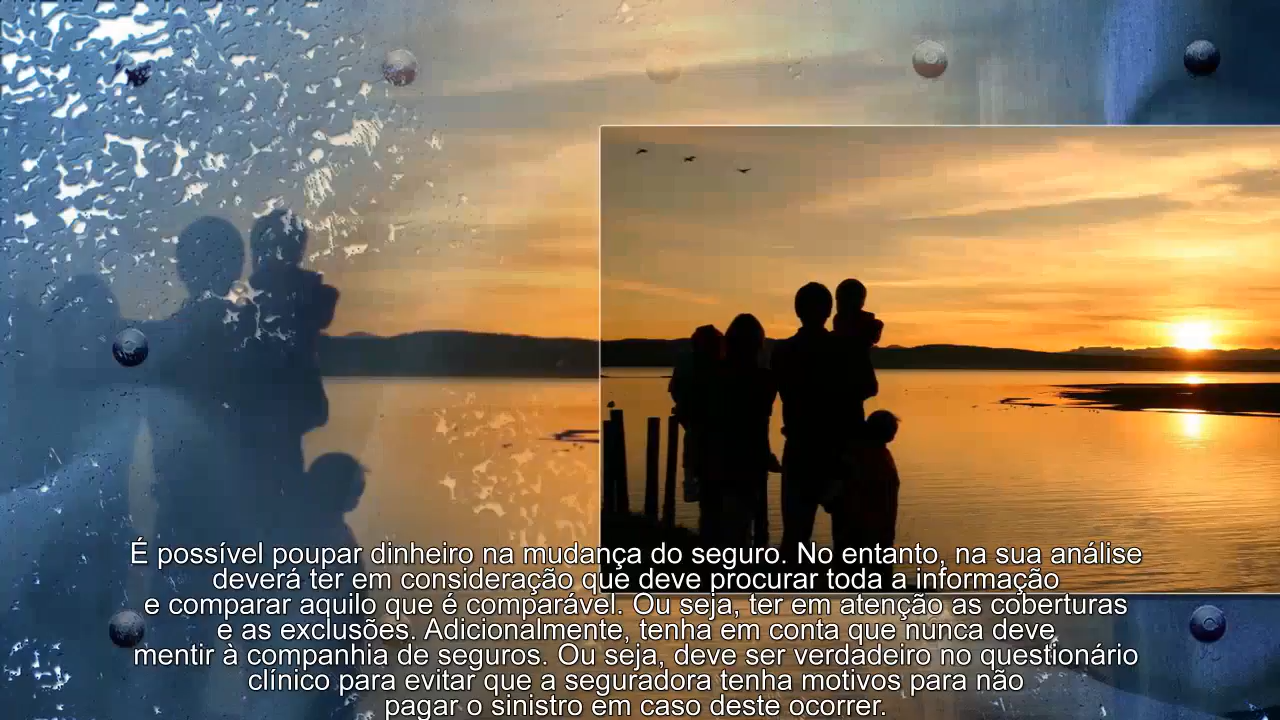 É possível poupar dinheiro na mudança do seguro. No entanto, na sua análise
deverá ter em consideração que deve procurar toda a informação
e comparar aquilo que é comparável. Ou seja, ter em atenção as coberturas
e as exclusões. Adicionalmente, tenha em conta que nunca deve
mentir à companhia de seguros. Ou seja, deve ser verdadeiro no questionário
clínico para evitar que a seguradora tenha motivos para não
pagar o sinistro em caso deste ocorrer.